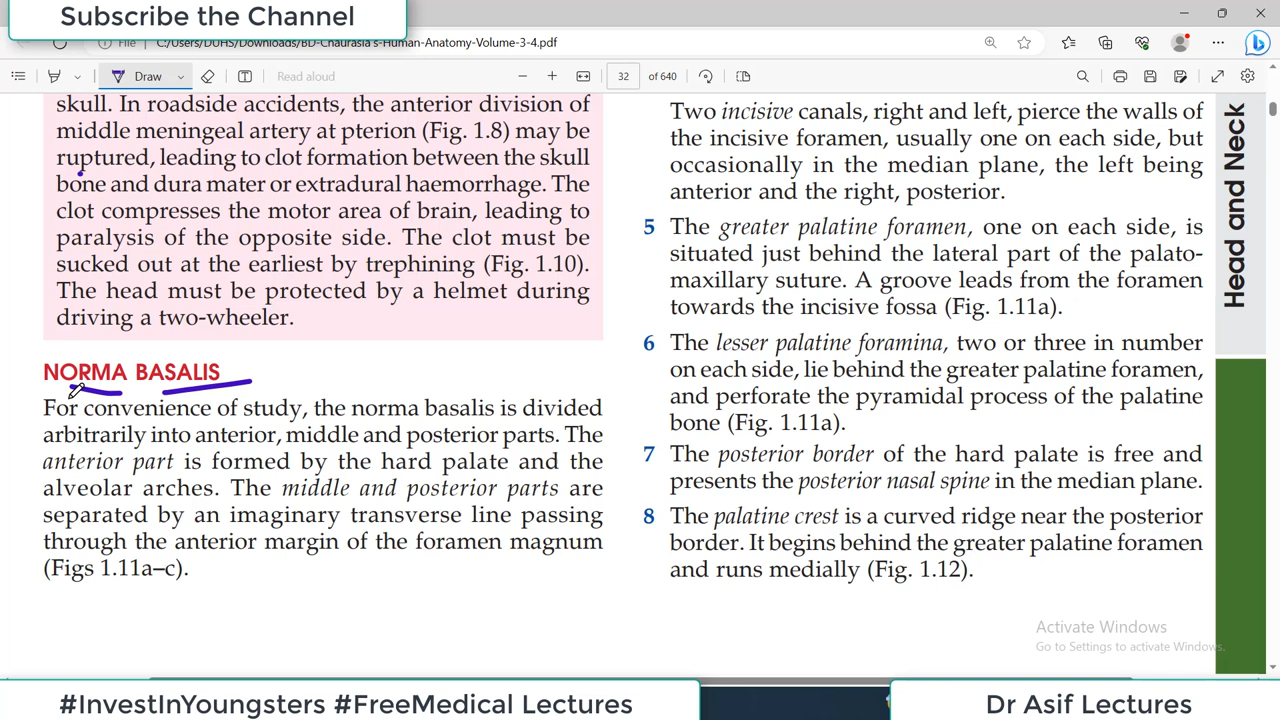 Subscribe the Channel
File C:/Users/DUHS/Downloads/BD-Chaurasia's-Human-Anatomy-Volume-3-4.pdf
Draw
Read aloud
32 of 640
skull. In roadside accidents, the anterior division of
middle meningeal artery at pterion (Fig. 1.8) may be
ruptured, leading to clot formation between the skull
bone and dura mater or extradural haemorrhage. The
clot compresses the motor area of brain, leading to
paralysis of the opposite side. The clot must be
sucked out at the earliest by trephining (Fig. 1.10).
The head must be protected by a helmet during
driving a two-wheeler.
NORMA BASALIS
For convenience of study, the norma basalis is divided
arbitrarily into anterior, middle and posterior parts. The
anterior part is formed by the hard palate and the
alveolar arches. The middle and posterior parts are
separated by an imaginary transverse line passing
through the anterior margin of the foramen magnum
(Figs 1.11a–c).
Two incisive canals, right and left, pierce the walls of
the incisive foramen, usually one on each side, but
occasionally in the median plane, the left being
anterior and the right, posterior.
5 The greater palatine foramen, one on each side, is
situated just behind the lateral part of the palato-
maxillary suture. A groove leads from the foramen
towards the incisive fossa (Fig. 1.11a).
6 The lesser palatine foramina, two or three in number
on each side, lie behind the greater palatine foramen,
and perforate the pyramidal process of the palatine
bone (Fig. 1.11a).
7 The posterior border of the hard palate is free and
presents the posterior nasal spine in the median plane.
8 The palatine crest is a curved ridge near the posterior
border. It begins behind the greater palatine foramen
and runs medially (Fig. 1.12).
Head and Neck
Activate Windows
Go to Settings to activate Windows.
#InvestInYoungsters #FreeMedical Lectures
Dr Asif Lectures